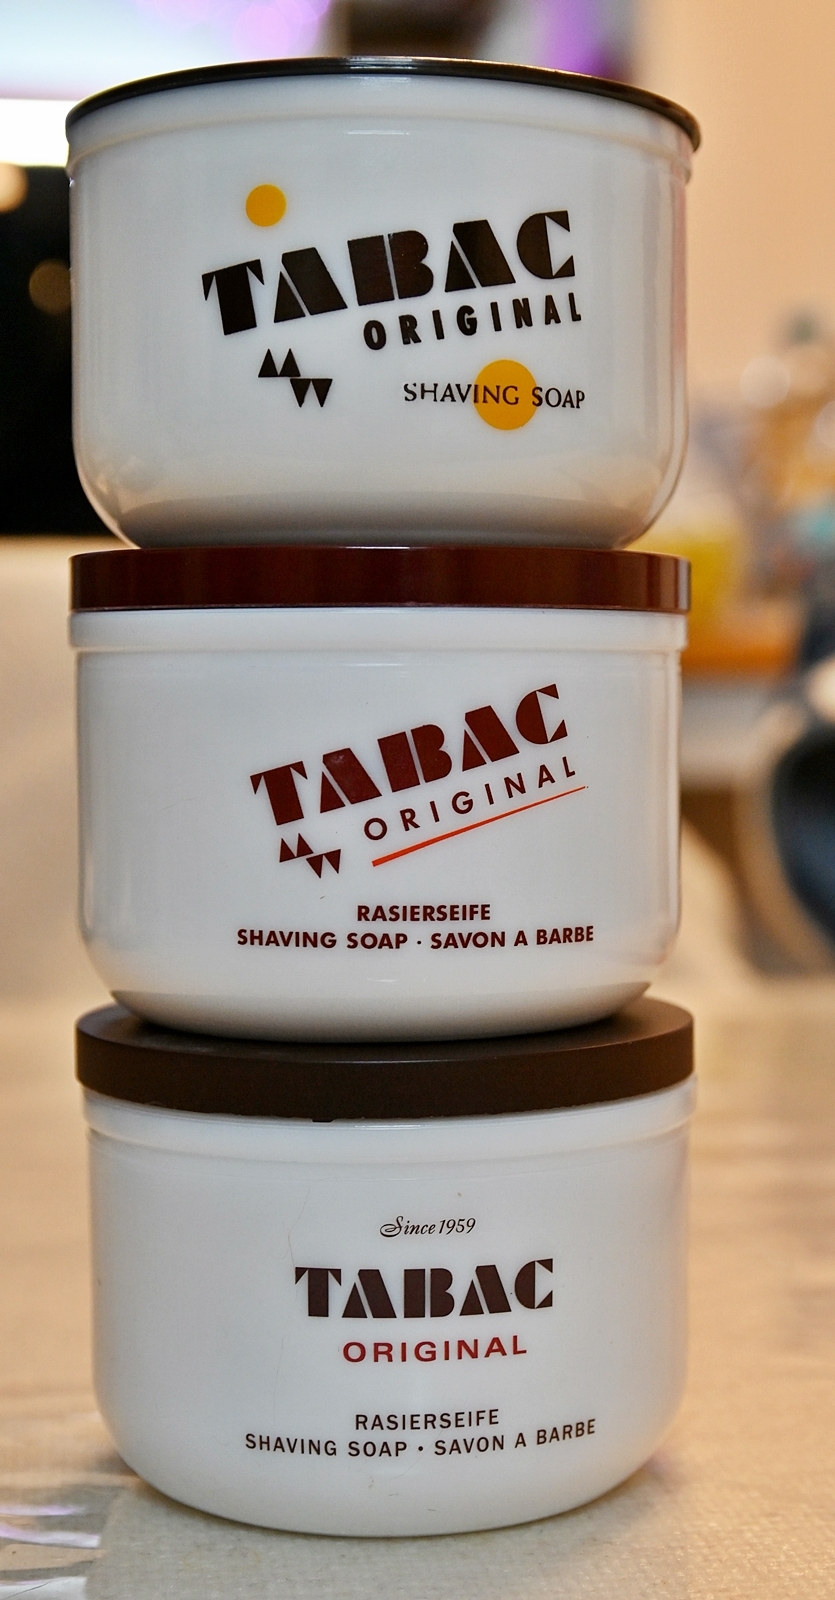 TABAC
ORIGINAL
SHAVING SOAP
TABAC
ORIGINAL
RASIERSEIFE
SHAVING SOAP · SAVON A BARBE
Since 1959
TABAC
ORIGINAL
RASIERSEIFE
SHAVING SOAP · SAVON A BARBE